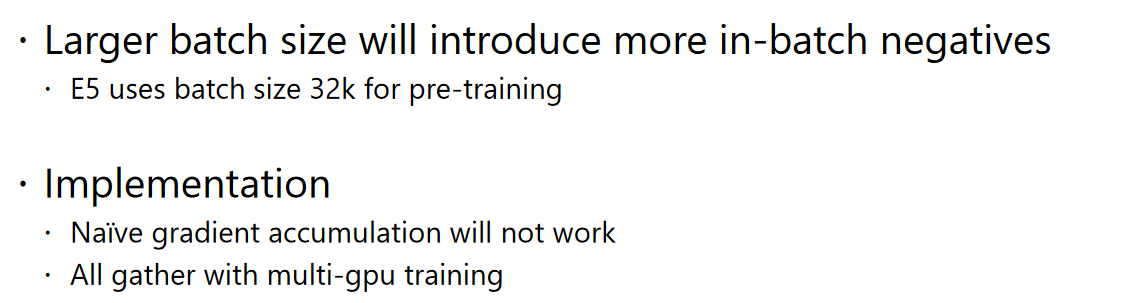 · Larger batch size will introduce more in-batch negatives
· E5 uses batch size 32k for pre-training
· Implementation
· Naïve gradient accumulation will not work
· All gather with multi-gpu training